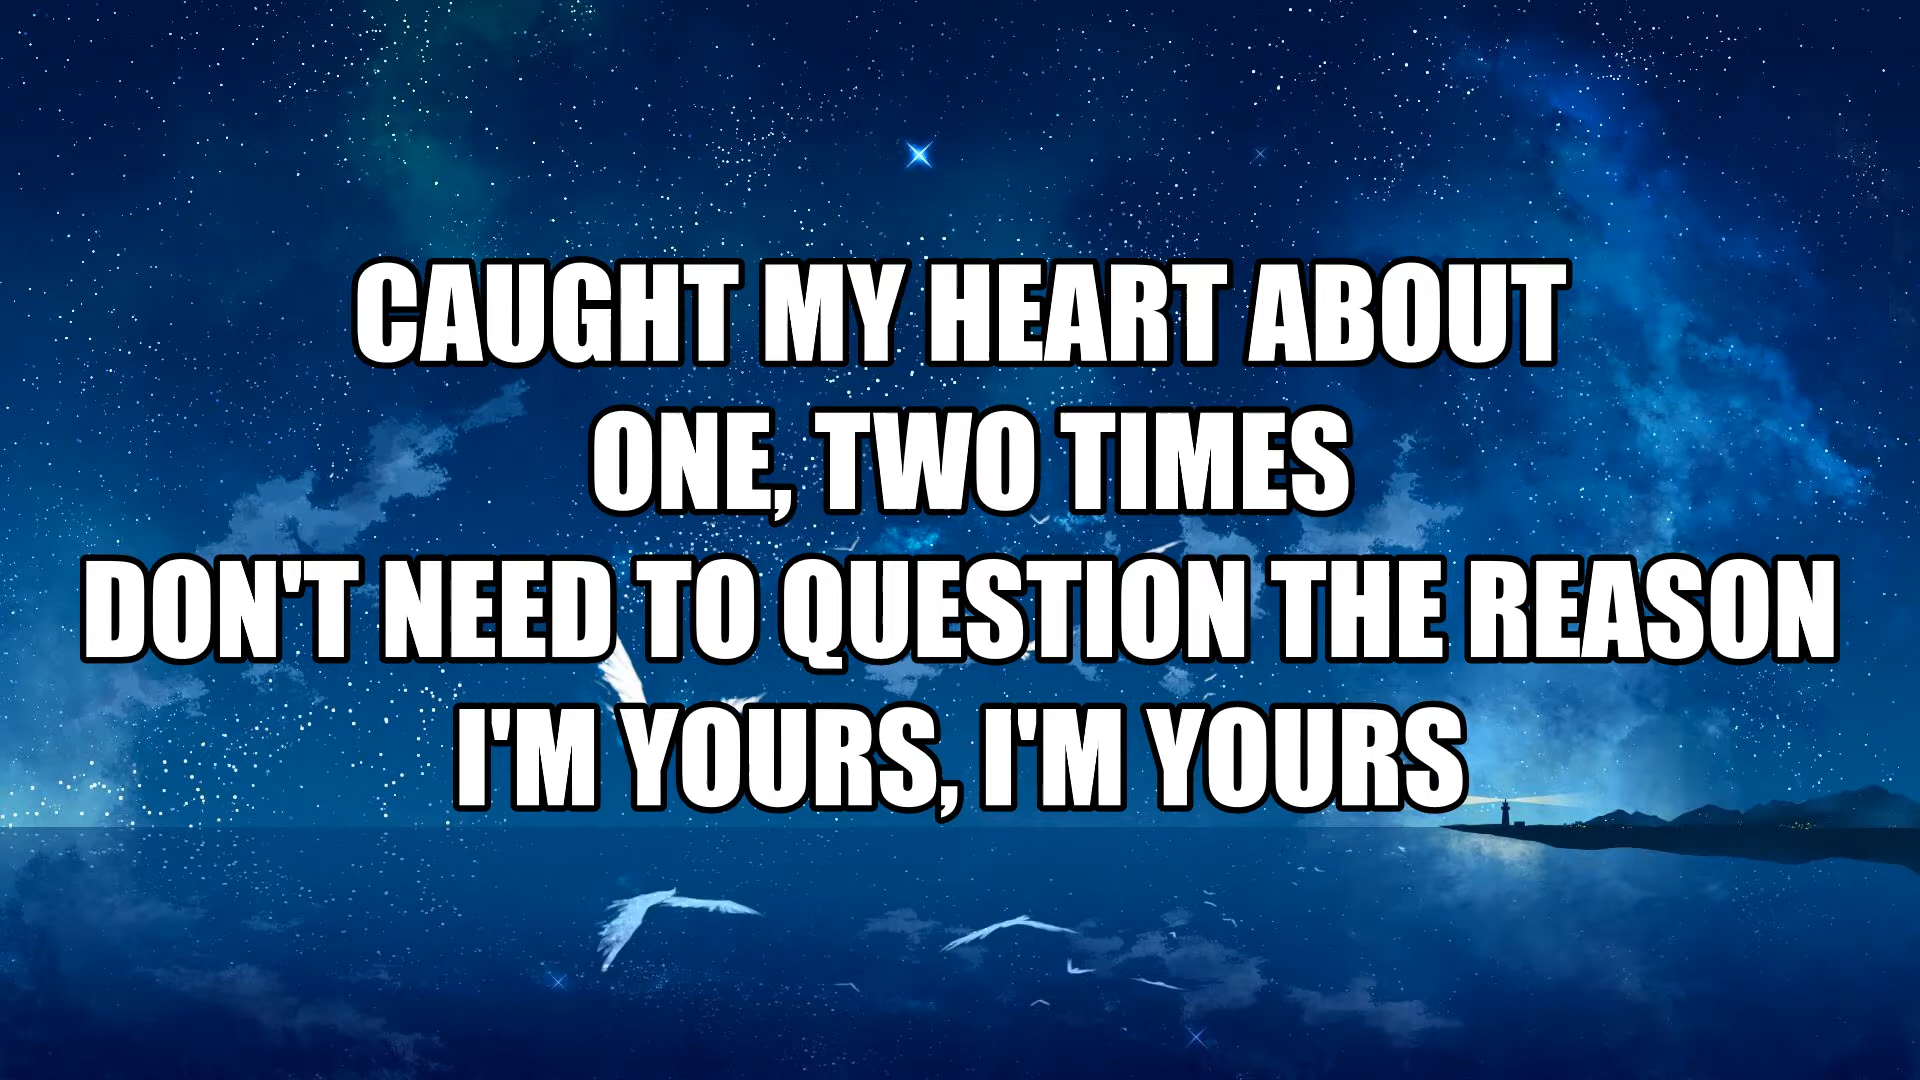 CAUGHT MY HEART ABOUT
ONE, TWO TIMES
DON'T NEED TO QUESTION THE REASON
I'M YOURS, I'M YOURS